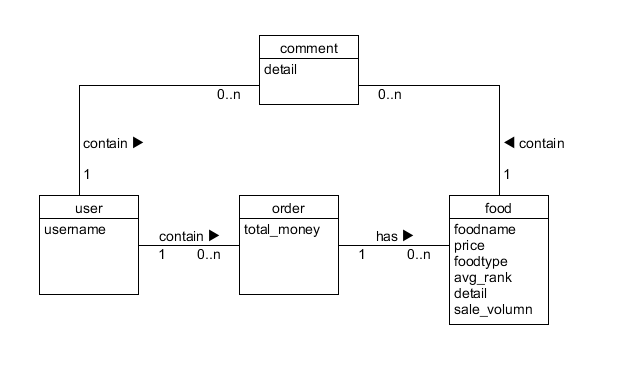 comment
detail
0..n
0..n
contain ▶
◀ contain
1
1
user
username
contain ▶
1
0..n
order
total_money
has ▶
1
0..n
food
foodname
price
foodtype
avg_rank
detail
sale_volumn